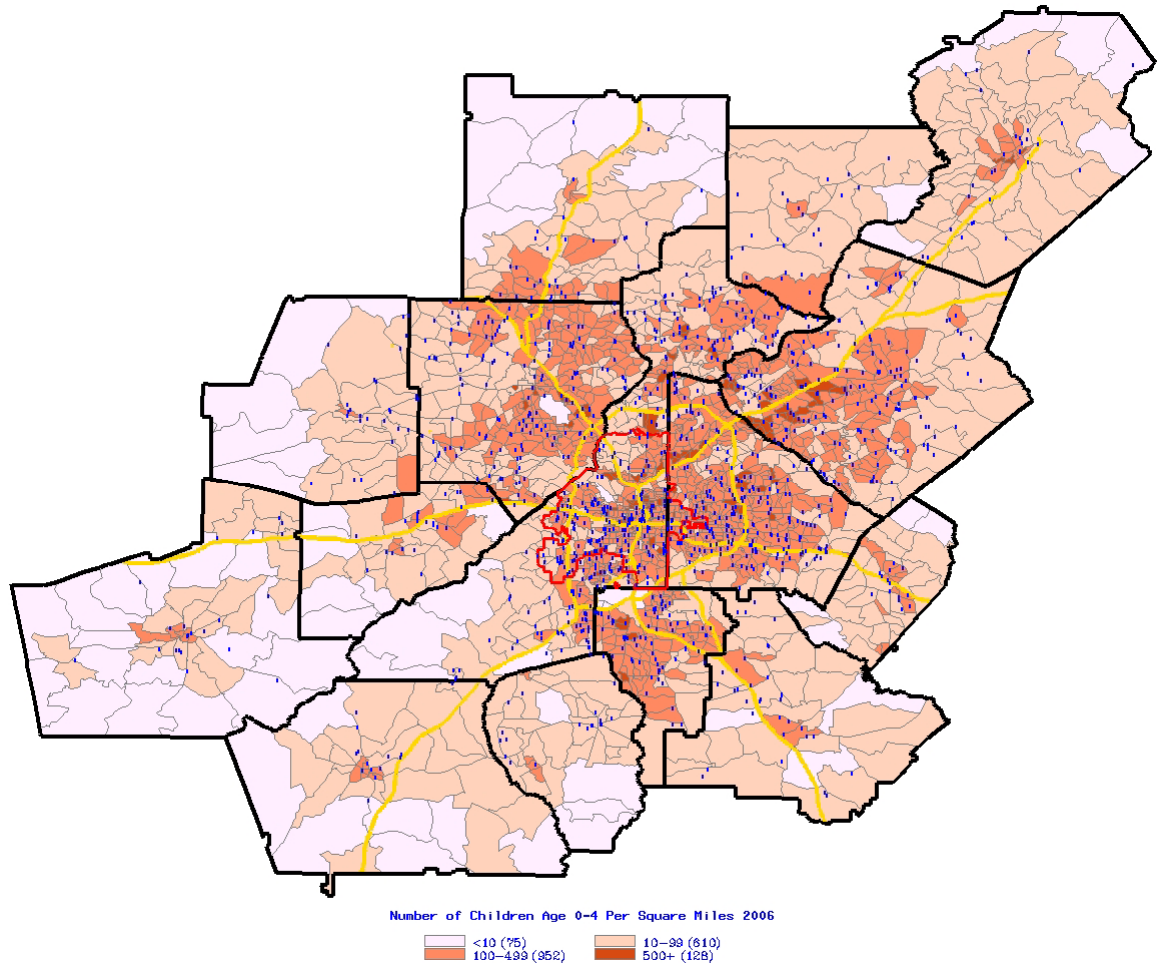 Number of Children Age 0-4 Per Square Miles 2006
<10 (75) 10-99 (610)
100-499 (952) 500+ (128)